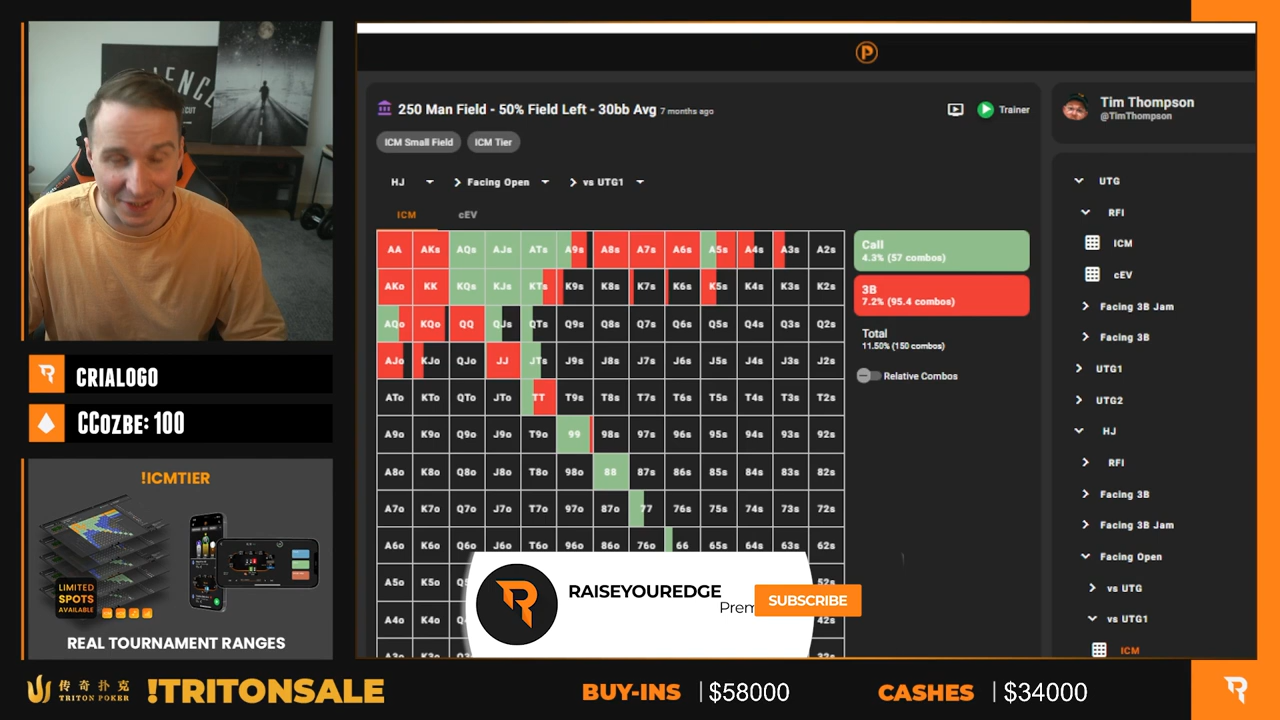 CRIALOGO
CCOZBE: 100
!ICMTIER
LIMITED
SPOTS
AVAILABLE
REAL TOURNAMENT RANGES
P
250 Man Field - 50% Field Left - 30bb Avg 7 months ago
Trainer
ICM Small Field ICM Tier
HJ Facing Open vs UTG1
ICM cEV
AA AKs AQs AJs ATs A9s A8s A7s A6s A5s A4s A3s A2s
AKo KK KQs KJs KTs K9s K8s K7s K6s K5s K4s K3s K2s
AQo KQo QQ QJs QTs Q9s Q8s Q7s Q6s Q5s Q4s Q3s Q2s
AJo KJo QJo JJ JTs J9s J8s J7s J6s J5s J4s J3s J2s
ATo KTo QTo JTo TT T9s T8s T7s T6s T5s T4s T3s T2s
A9o K9o Q9o J9o T9o 99 98s 97s 96s 95s 94s 93s 92s
A8o K8o Q8o J8o T8o 98o 88 87s 86s 85s 84s 83s 82s
A7o K7o Q7o J7o T7o 97o 87o 77 76s 75s 74s 73s 72s
A6o K6o Q6o J6o T6o 96o 86o 76o 66 65s 64s 63s 62s
A5o K5o 52s
A4o K4o 42s
Call
4.3% (57 combos)
3B
7.2% (95.4 combos)
Total
11.50% (150 combos)
Relative Combos
Tim Thompson
@TimThompson
UTG
RFI
ICM
cEV
Facing 3B Jam
Facing 3B
UTG1
UTG2
HJ
RFI
Facing 3B
Facing 3B Jam
Facing Open
vs UTG
vs UTG1
ICM
RAISEYOUREDGE
Prem
SUBSCRIBE
传奇扑克
TRITON POKER
!TRITONSALE
BUY-INS | $58000
CASHES | $34000